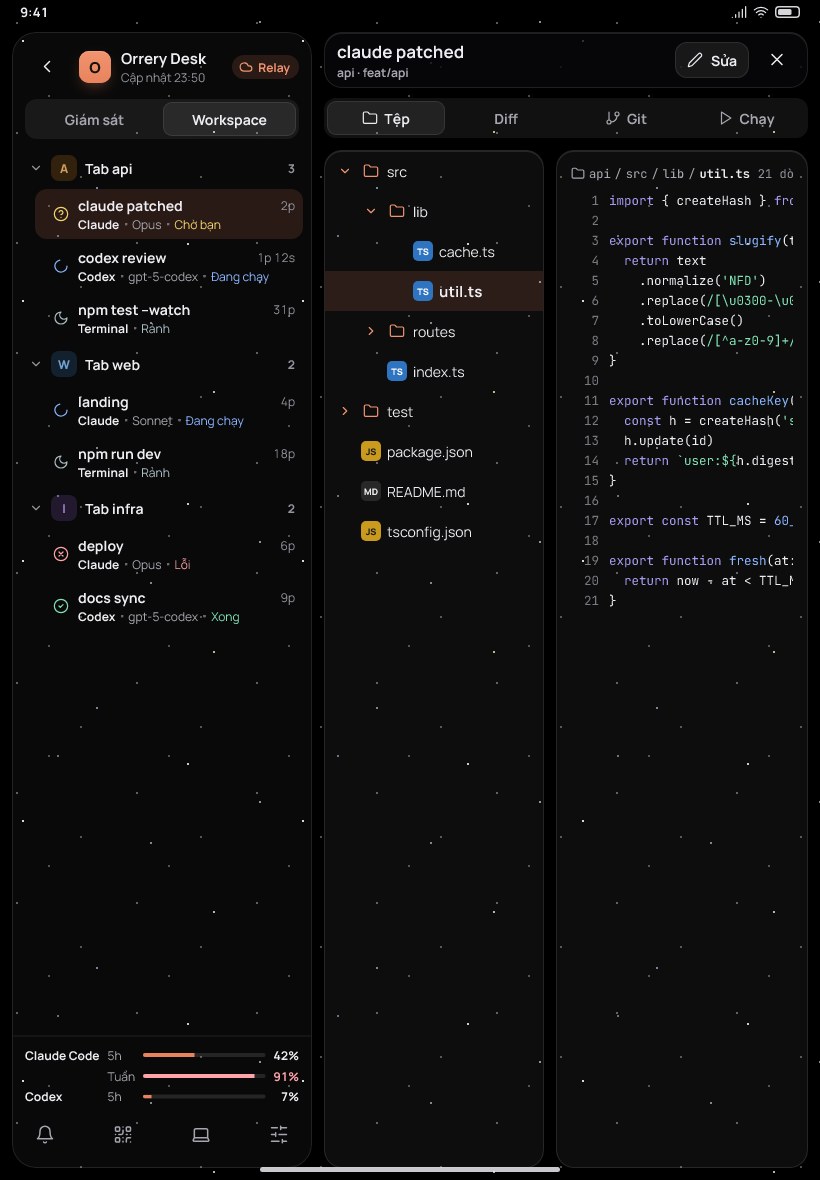 9:41
O
Orrery Desk
Cập nhật 23:50
Relay
Giám sát
Workspace
A Tab api 3
claude patched 2p
Claude • Opus • Chờ bạn
codex review 1p 12s
Codex • gpt-5-codex • Đang chạy
npm test –watch 31p
Terminal • Rảnh
W Tab web 2
landing 4p
Claude • Sonnet • Đang chạy
npm run dev 18p
Terminal • Rảnh
I Tab infra 2
deploy 6p
Claude • Opus • Lỗi
docs sync 9p
Codex • gpt-5-codex • Xong
Claude Code 5h 42%
Tuần 91%
Codex 5h 7%
claude patched
api · feat/api
Sửa
Tệp
Diff
Git
Chạy
src
lib
TS cache.ts
TS util.ts
routes
TS index.ts
test
JS package.json
MD README.md
JS tsconfig.json
api / src / lib / util.ts 21 dò
1 import { createHash } fro
2
3 export function slugify(t
4 return text
5 .normalize('NFD')
6 .replace(/[\u0300-\u0
7 .toLowerCase()
8 .replace(/[^a-z0-9]+/
9 }
10
11 export function cacheKey(
12 const h = createHash('s
13 h.update(id)
14 return `user:${h.digest
15 }
16
17 export const TTL_MS = 60_
18
19 export function fresh(at:
20 return now - at < TTL_M
21 }